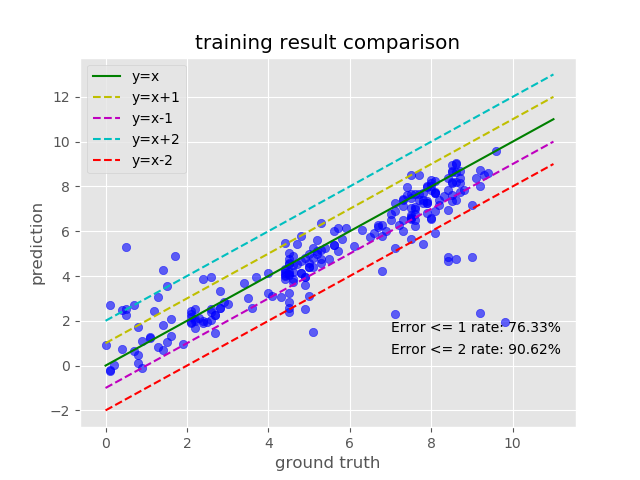 training result comparison
y=x
y=x+1
y=x-1
y=x+2
y=x-2
12
10
8
6
4
2
0
−2
prediction
Error <= 1 rate: 76.33%
Error <= 2 rate: 90.62%
0 2 4 6 8 10
ground truth